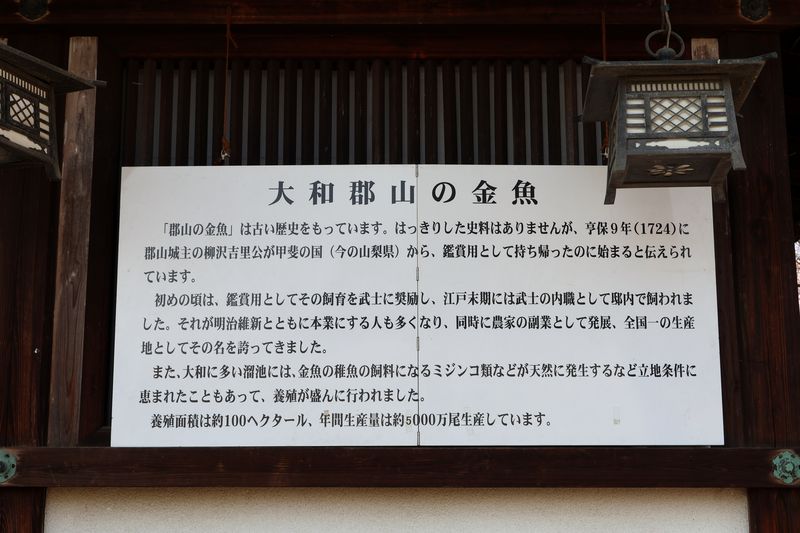 大和郡山の金魚
「郡山の金魚」は古い歴史をもっています。はっきりした史料はありませんが、亨保９年(1724)に
郡山城主の柳沢吉里公が甲斐の国（今の山梨県）から、鑑賞用として持ち帰ったのに始まると伝えられ
ています。
初めの頃は、鑑賞用としてその飼育を武士に奨励し、江戸末期には武士の内職として邸内で飼われま
した。それが明治維新とともに本業にする人も多くなり、同時に農家の副業として発展、全国一の生産
地としてその名を誇ってきました。
また、大和に多い溜池には、金魚の稚魚の飼料になるミジンコ類などが天然に発生するなど立地条件に
恵まれたこともあって、養殖が盛んに行われました。
養殖面積は約100ヘクタール、年間生産量は約5000万尾生産しています。